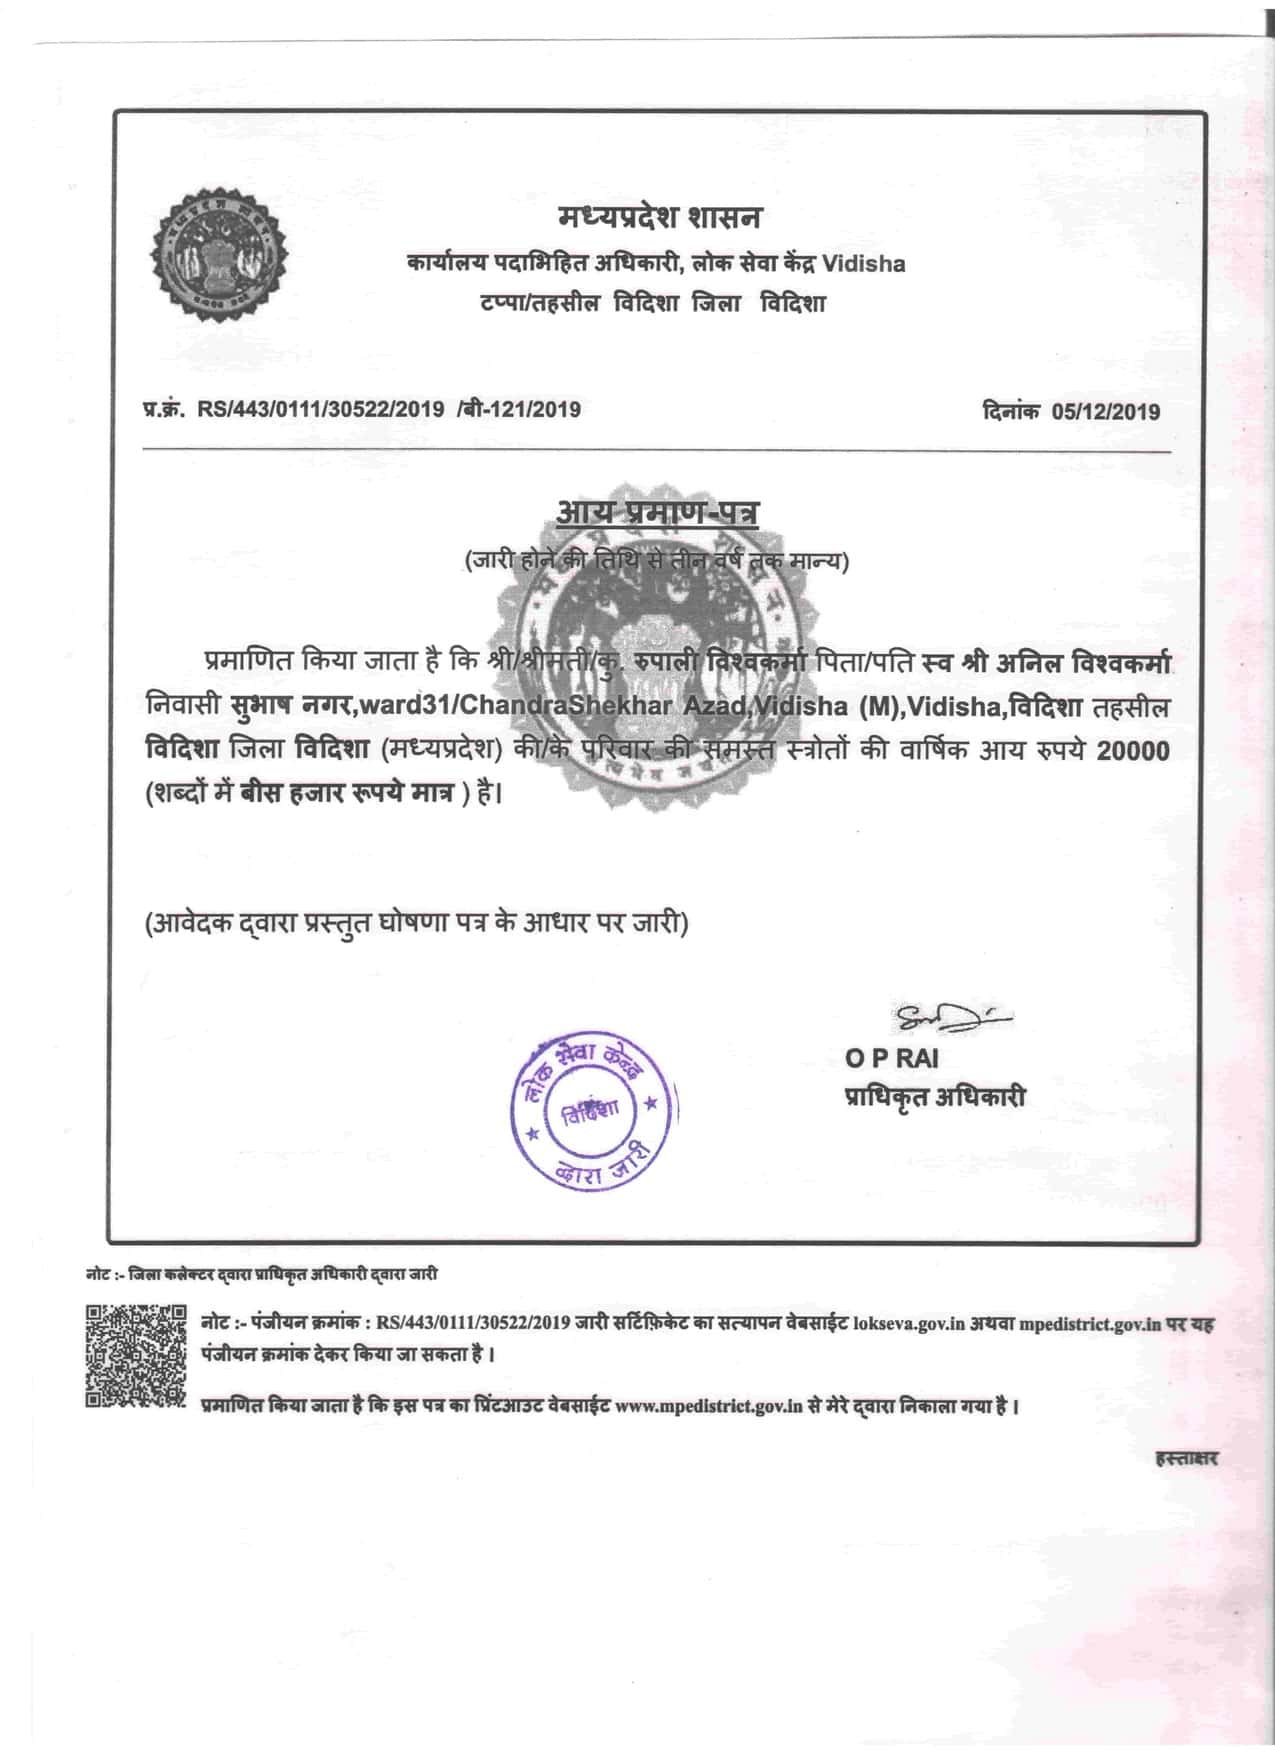 मध्यप्रदेश शासन
कार्यालय पदाभिहित अधिकारी, लोक सेवा केंद्र Vidisha
टप्पा/तहसील विदिशा जिला विदिशा
प्र.क्रं. RS/443/0111/30522/2019 /बी-121/2019
दिनांक 05/12/2019
आय प्रमाण-पत्र
(जारी होने की तिथि से तीन वर्ष तक मान्य)
प्रमाणित किया जाता है कि श्री/श्रीमती/कु. रुपाली विश्वकर्मा पिता/पति स्व श्री अनिल विश्वकर्मा
निवासी सुभाष नगर,ward31/ChandraShekhar Azad,Vidisha (M),Vidisha,विदिशा तहसील
विदिशा जिला विदिशा (मध्यप्रदेश) की/के परिवार की समस्त स्त्रोतों की वार्षिक आय रुपये 20000
(शब्दों में बीस हजार रूपये मात्र ) है।
(आवेदक द्वारा प्रस्तुत घोषणा पत्र के आधार पर जारी)
लोक सेवा केन्द्र
विदिशा
द्वारा जारी
O P RAI
प्राधिकृत अधिकारी
नोट :- जिला कलेक्टर द्वारा प्राधिकृत अधिकारी द्वारा जारी
नोट :- पंजीयन क्रमांक : RS/443/0111/30522/2019 जारी सर्टिफ़िकेट का सत्यापन वेबसाईट lokseva.gov.in अथवा mpedistrict.gov.in पर यह
पंजीयन क्रमांक देकर किया जा सकता है ।
प्रमाणित किया जाता है कि इस पत्र का प्रिंटआउट वेबसाईट www.mpedistrict.gov.in से मेरे द्वारा निकाला गया है ।
हस्ताक्षर